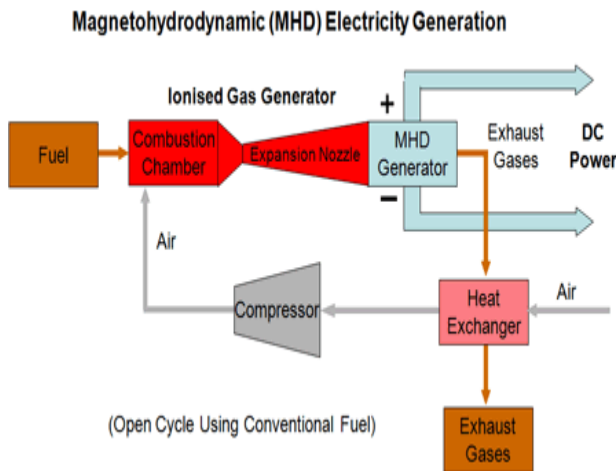 Magnetohydrodynamic (MHD) Electricity Generation
Ionised Gas Generator
+
Fuel
Combustion
Chamber
Expansion Nozzle
MHD
Generator
Exhaust
Gases
DC
Power
−
Air
Compressor
Heat
Exchanger
Air
(Open Cycle Using Conventional Fuel)
Exhaust
Gases